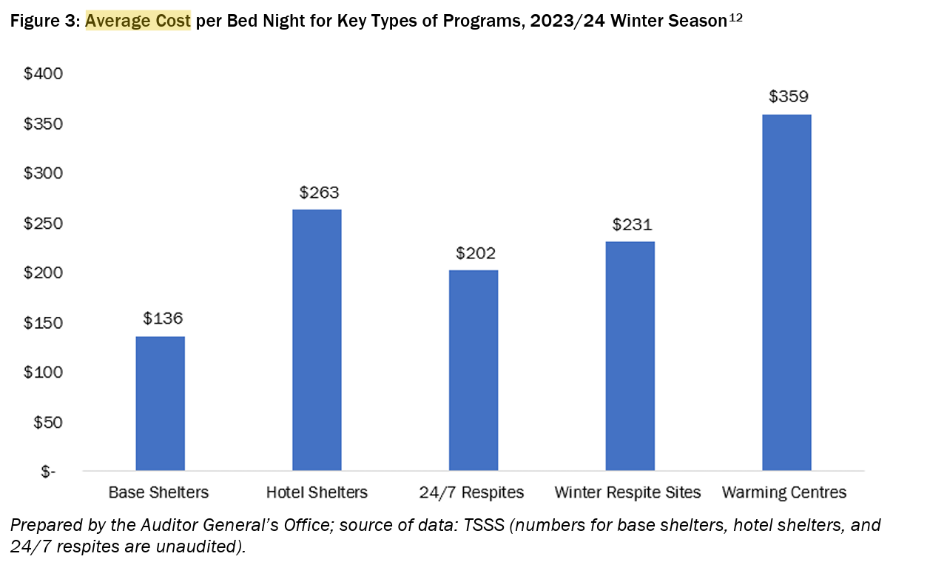 Figure 3: Average Cost per Bed Night for Key Types of Programs, 2023/24 Winter Season¹²
$400
$350
$300
$250
$200
$150
$100
$50
$-
$136
$263
$202
$231
$359
Base Shelters
Hotel Shelters
24/7 Respites
Winter Respite Sites
Warming Centres
Prepared by the Auditor General's Office; source of data: TSSS (numbers for base shelters, hotel shelters, and
24/7 respites are unaudited).